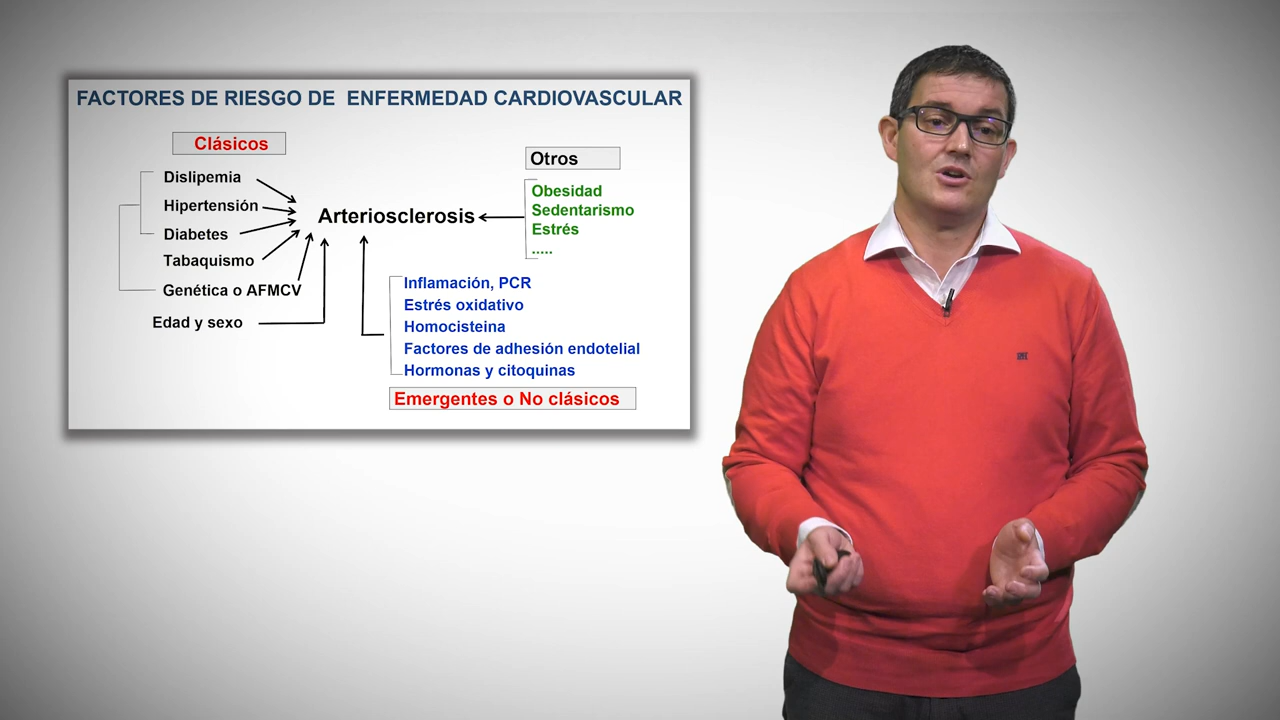 FACTORES DE RIESGO DE ENFERMEDAD CARDIOVASCULAR
Clásicos
Dislipemia
Hipertensión
Diabetes
Tabaquismo
Genética o AFMCV
Edad y sexo
Arteriosclerosis
Otros
Obesidad
Sedentarismo
Estrés
.....
Inflamación, PCR
Estrés oxidativo
Homocisteina
Factores de adhesión endotelial
Hormonas y citoquinas
Emergentes o No clásicos